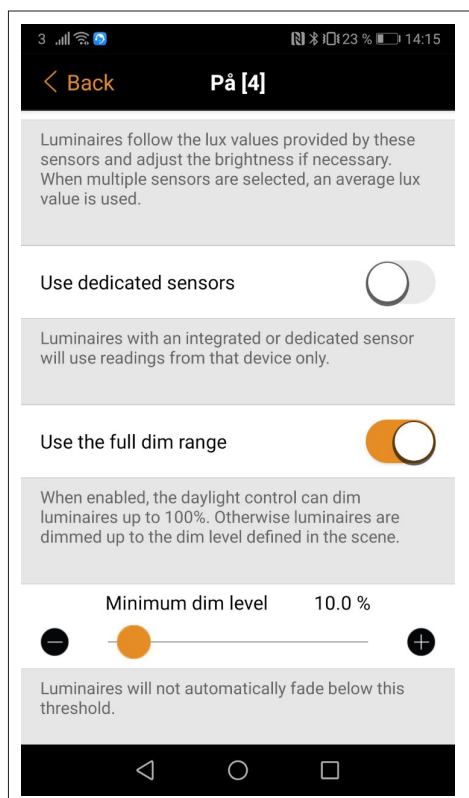 3 23 % 14:15
Back På [4]
Luminaires follow the lux values provided by these
sensors and adjust the brightness if necessary.
When multiple sensors are selected, an average lux
value is used.
Use dedicated sensors
Luminaires with an integrated or dedicated sensor
will use readings from that device only.
Use the full dim range
When enabled, the daylight control can dim
luminaires up to 100%. Otherwise luminaires are
dimmed up to the dim level defined in the scene.
Minimum dim level 10.0 %
Luminaires will not automatically fade below this
threshold.